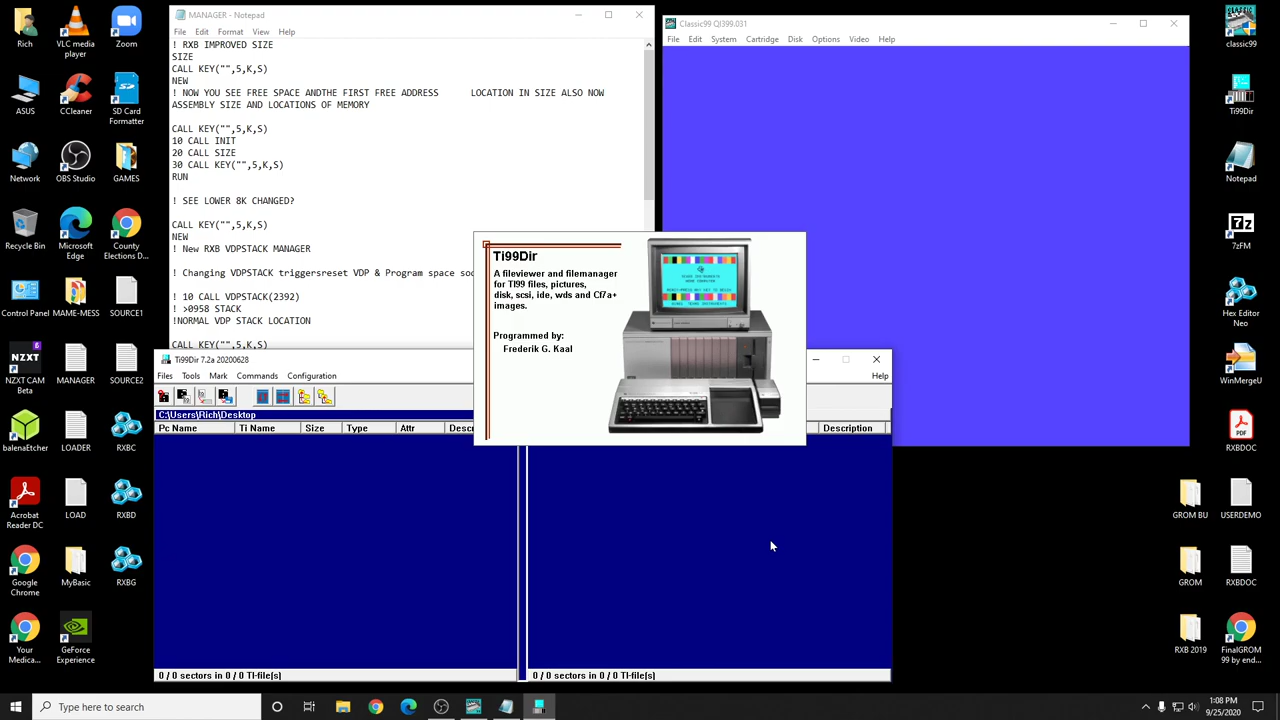 Rich
VLC media player
Zoom
ASUS
CCleaner
SD Card Formatter
Network
OBS Studio
GAMES
Recycle Bin
Microsoft Edge
County Elections D...
Control Panel
MAME-MESS
SOURCE1
NZXT CAM Beta
MANAGER
SOURCE2
balenaEtcher
LOADER
RXBC
Acrobat Reader DC
LOAD
RXBD
Google Chrome
MyBasic
RXBG
Your Medica...
GeForce Experience
MANAGER - Notepad
File Edit Format View Help
! RXB IMPROVED SIZE
SIZE
CALL KEY("",5,K,S)
NEW
! NOW YOU SEE FREE SPACE ANDTHE FIRST FREE ADDRESS      LOCATION IN SIZE ALSO NOW
ASSEMBLY SIZE AND LOCATIONS OF MEMORY
CALL KEY("",5,K,S)
10 CALL INIT
20 CALL SIZE
30 CALL KEY("",5,K,S)
RUN
! SEE LOWER 8K CHANGED?
CALL KEY("",5,K,S)
NEW
! New RXB VDPSTACK MANAGER
! Changing VDPSTACK triggersreset VDP & Program space
! 10 CALL VDPSTACK(2392)
! >0958 STACK
!NORMAL VDP STACK LOCATION
CALL KEY("",5,K,S)
Classic99 QI399.031
File Edit System Cartridge Disk Options Video Help
Ti99Dir
A fileviewer and filemanager
for TI99 files, pictures,
disk, scsi, ide, wds and Cf7a+
images.
Programmed by:
Frederik G. Kaal
Ti99Dir 7.2a 20200628
Files Tools Mark Commands Configuration Help
C:\Users\Rich\Desktop
Pc Name Ti Name Size Type Attr Descr
Description
0 / 0 sectors in 0 / 0 TI-file(s)
0 / 0 sectors in 0 / 0 TI-file(s)
classic99
Ti99Dir
Notepad
7zFM
Hex Editor Neo
WinMergeU
RXBDOC
GROM BU
USERDEMO
GROM
RXBDOC
RXB 2019
FinalGROM 99 by end...
Type here to search
1:08 PM
9/25/2020